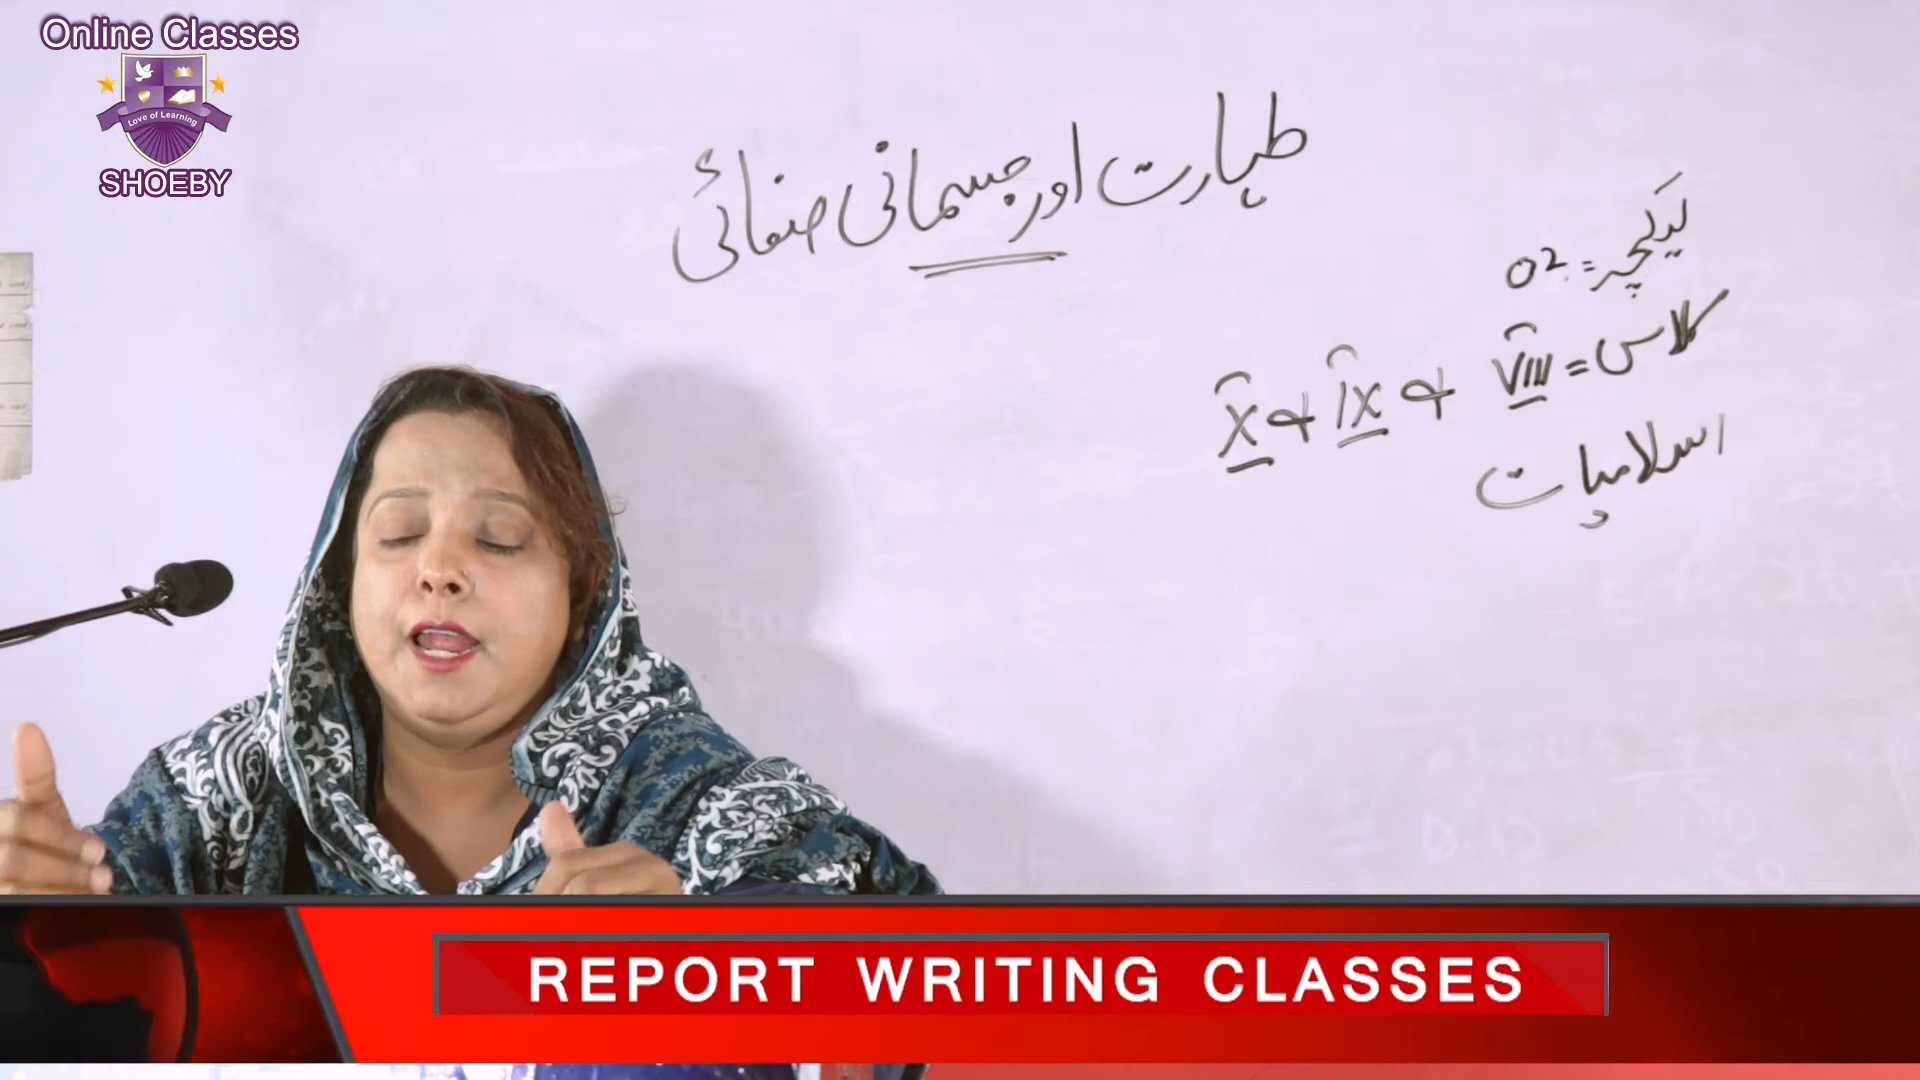 Online Classes
Love of Learning
SHOEBY
طہارت اور جسمانی صفائی
لیکچر = 02
کلاس = VIII & IX & X
اسلامیات
REPORT WRITING CLASSES